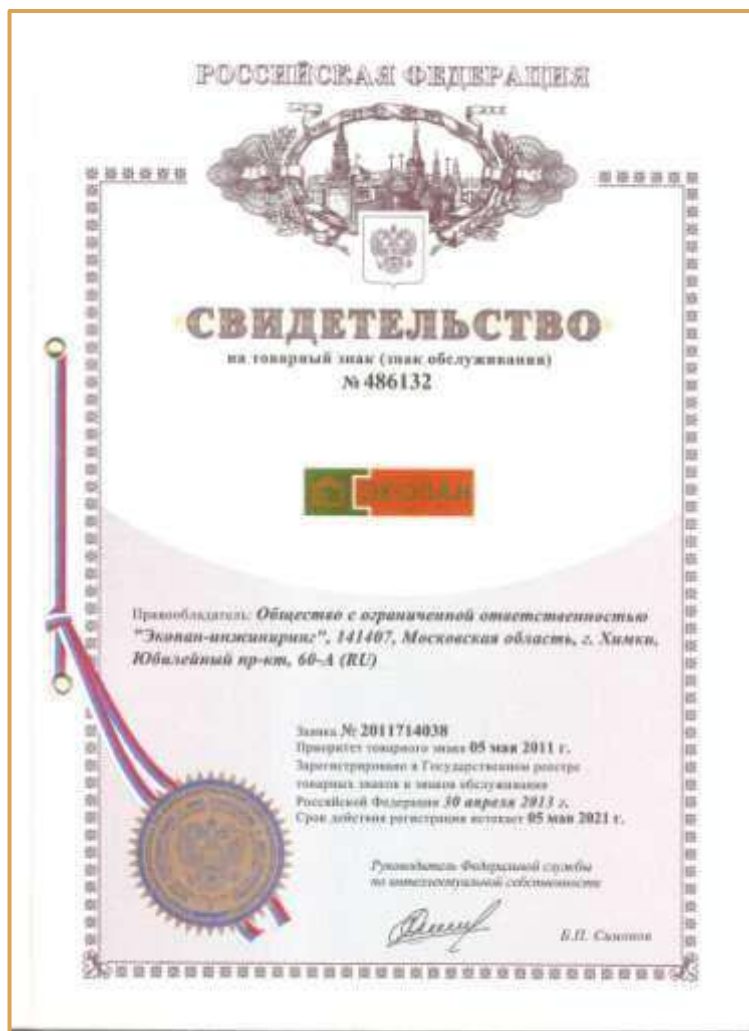 РОССИЙСКАЯ ФЕДЕРАЦИЯ
СВИДЕТЕЛЬСТВО
на товарный знак (знак обслуживания)
№ 486132
ЭКОПАН
Правообладатель: Общество с ограниченной ответственностью
"Экопан-инжиниринг", 141407, Московская область, г. Химки,
Юбилейный пр-кт, 60-А (RU)
Заявка № 2011714038
Приоритет товарного знака 05 мая 2011 г.
Зарегистрировано в Государственном реестре
товарных знаков и знаков обслуживания
Российской Федерации 30 апреля 2013 г.
Срок действия регистрации истекает 05 мая 2021 г.
Руководитель Федеральной службы
по интеллектуальной собственности
Б.П. Симонов